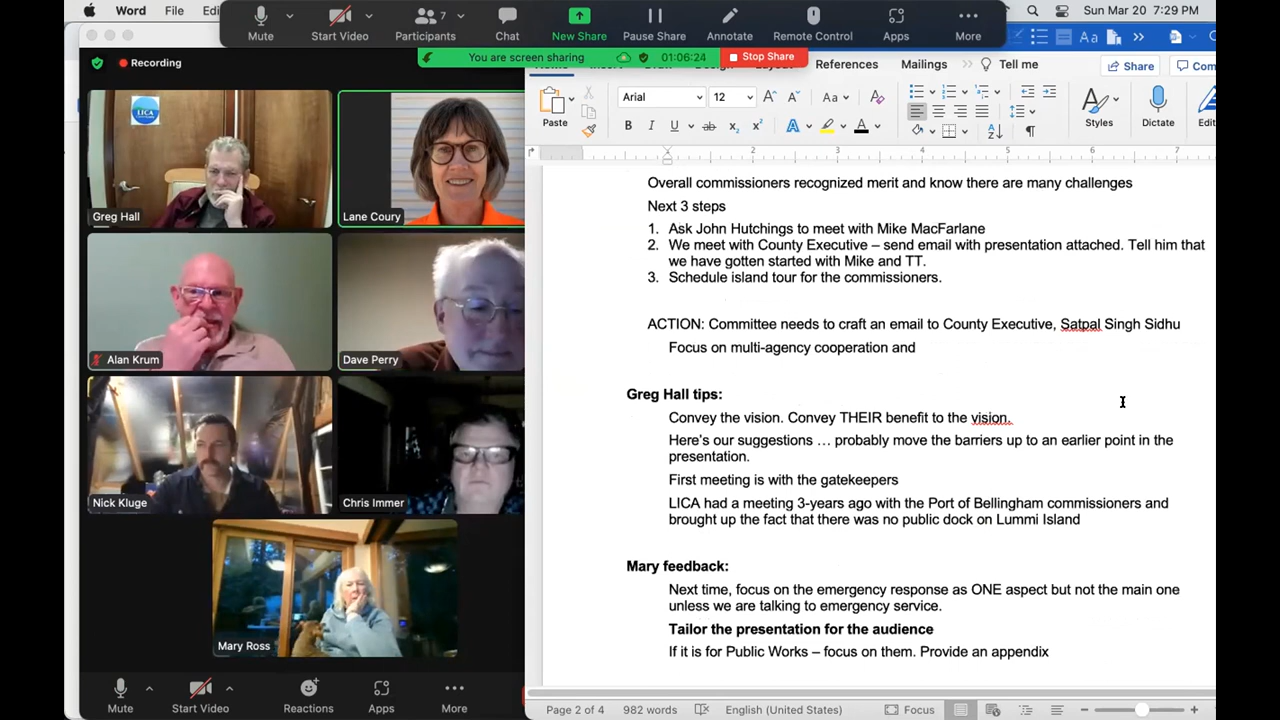 Word File Edi
Sun Mar 20 7:29 PM
Mute
Start Video
7
Participants
Chat
New Share
Pause Share
Annotate
Remote Control
Apps
More
You are screen sharing
01:06:24
Stop Share
Recording
References
Mailings
Tell me
Share
Com
Paste
Arial
12
Styles
Dictate
Edit
2 3 4 5 6 7
LICA
Greg Hall
Lane Coury
Alan Krum
Dave Perry
Nick Kluge
Chris Immer
Mary Ross
Overall commissioners recognized merit and know there are many challenges
Next 3 steps
1. Ask John Hutchings to meet with Mike MacFarlane
2. We meet with County Executive – send email with presentation attached. Tell him that
we have gotten started with Mike and TT.
3. Schedule island tour for the commissioners.
ACTION: Committee needs to craft an email to County Executive, Satpal Singh Sidhu
Focus on multi-agency cooperation and
Greg Hall tips:
Convey the vision. Convey THEIR benefit to the vision.
Here's our suggestions … probably move the barriers up to an earlier point in the
presentation.
First meeting is with the gatekeepers
LICA had a meeting 3-years ago with the Port of Bellingham commissioners and
brought up the fact that there was no public dock on Lummi Island
Mary feedback:
Next time, focus on the emergency response as ONE aspect but not the main one
unless we are talking to emergency service.
Tailor the presentation for the audience
If it is for Public Works – focus on them. Provide an appendix
Mute
Start Video
Reactions
Apps
More
Page 2 of 4
982 words
English (United States)
Focus